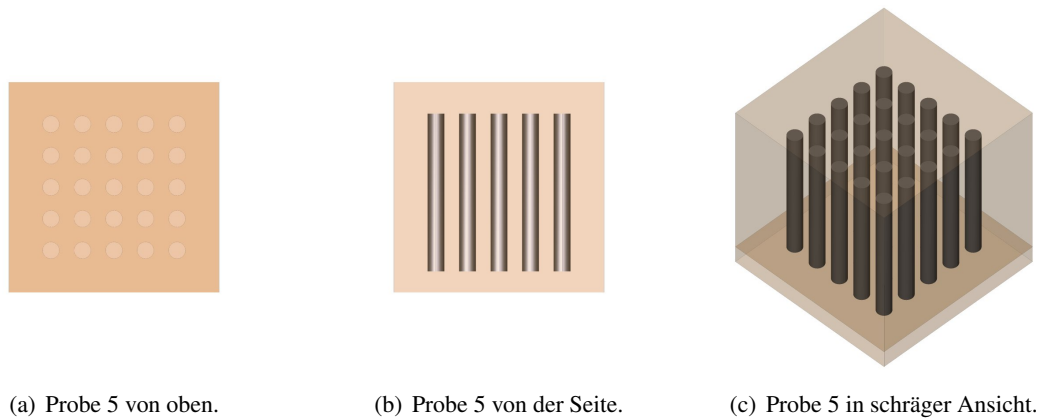 (a) Probe 5 von oben.
(b) Probe 5 von der Seite.
(c) Probe 5 in schräger Ansicht.